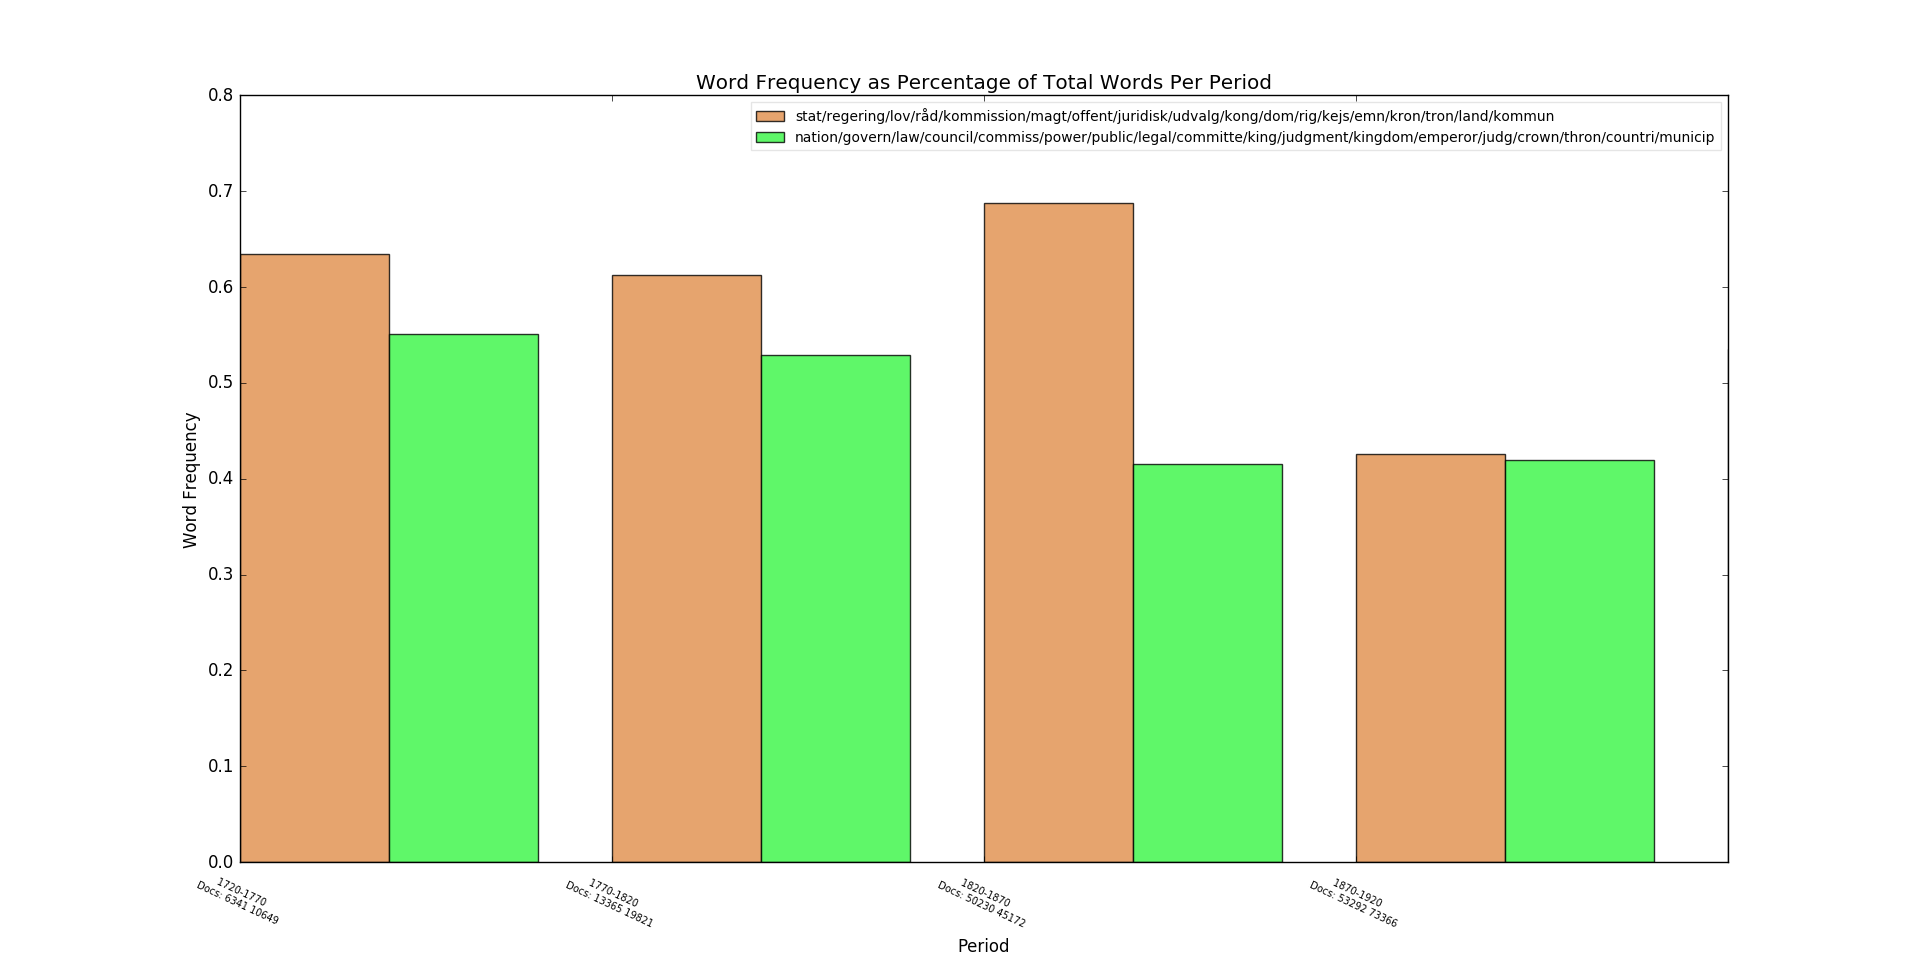 Word Frequency as Percentage of Total Words Per Period
stat/regering/lov/råd/kommission/magt/offent/juridisk/udvalg/kong/dom/rig/kejs/emn/kron/tron/land/kommun
nation/govern/law/council/commiss/power/public/legal/committe/king/judgment/kingdom/emperor/judg/crown/thron/countri/municip
0.8
0.7
0.6
0.5
0.4
0.3
0.2
0.1
0.0
Word Frequency
1720-1770
Docs: 6341 10649
1770-1820
Docs: 13365 19821
1820-1870
Docs: 50230 45172
1870-1920
Docs: 53292 73366
Period